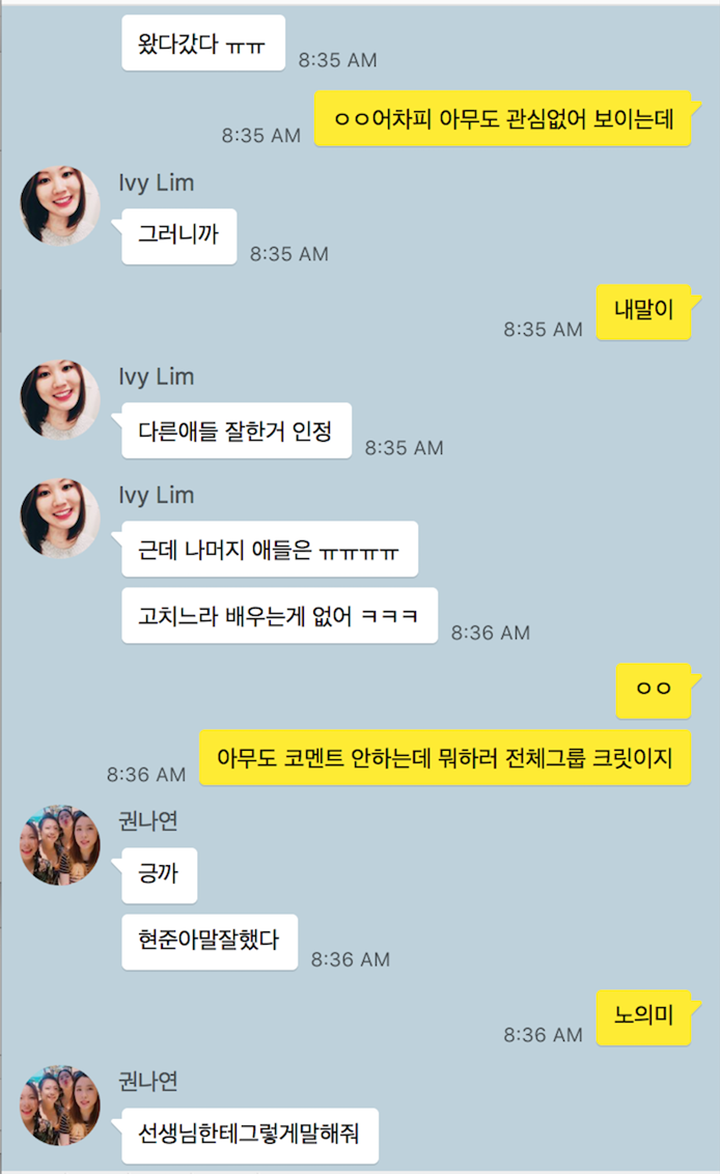 왔다갔다 ㅠㅠ
8:35 AM
ㅇㅇ어차피 아무도 관심없어 보이는데
8:35 AM
Ivy Lim
그러니까
8:35 AM
내말이
8:35 AM
Ivy Lim
다른애들 잘한거 인정
8:35 AM
Ivy Lim
근데 나머지 애들은 ㅠㅠㅠㅠ
고치느라 배우는게 없어 ㅋㅋㅋ
8:36 AM
ㅇㅇ
아무도 코멘트 안하는데 뭐하러 전체그룹 크릿이지
8:36 AM
권나연
긍까
현준아말잘했다
8:36 AM
노의미
8:36 AM
권나연
선생님한테그렇게말해줘